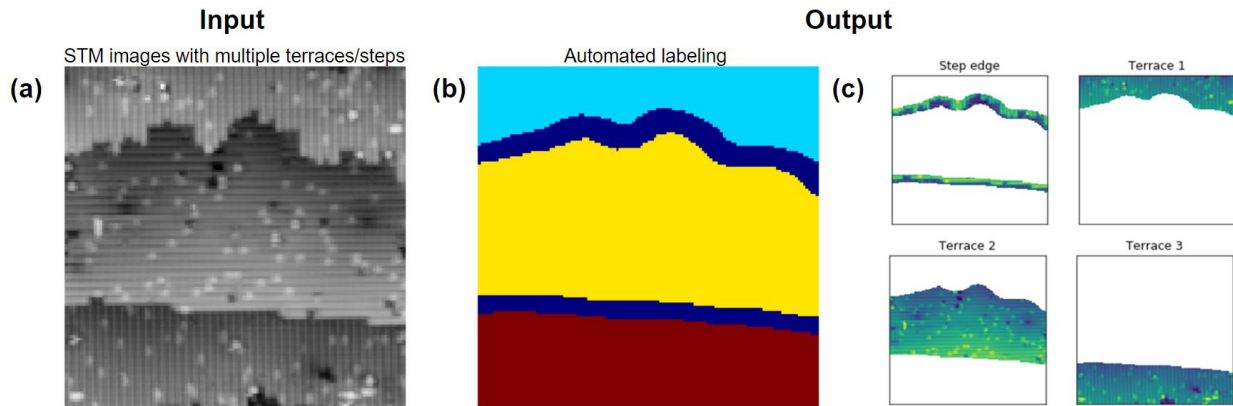 Input
Output
STM images with multiple terraces/steps
Automated labeling
(a)
(b)
(c)
Step edge
Terrace 1
Terrace 2
Terrace 3